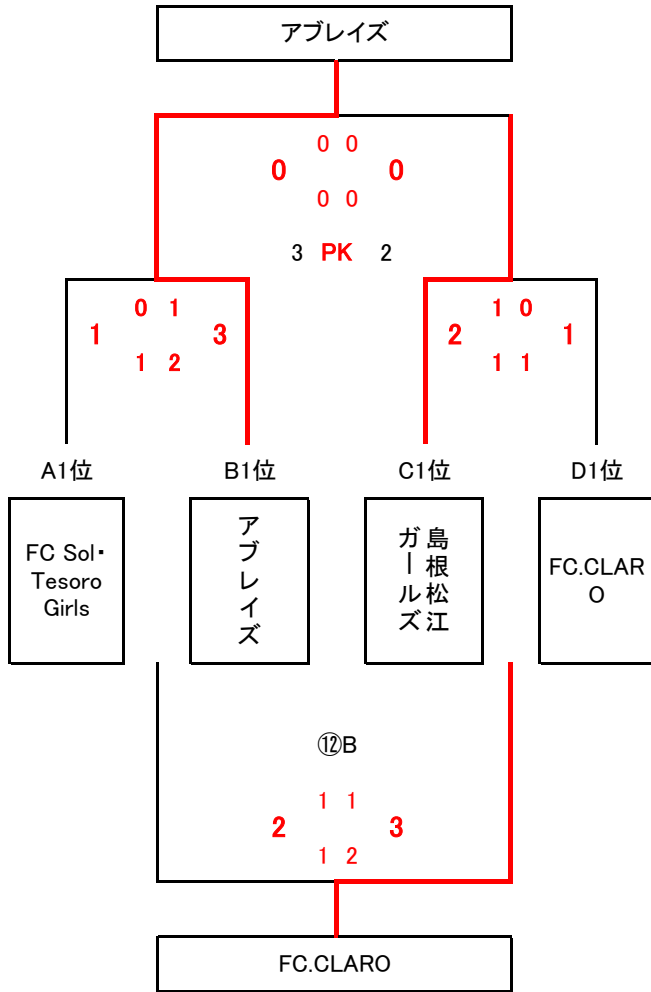 アブレイズ
0 0
0 0
0 0
3 PK 2
0 1
1 3
1 2
1 0
2 1
1 1
A1位 B1位 C1位 D1位
FC Sol・
Tesoro
Girls
アブレイズ
島根松江
ガールズ
FC.CLAR
O
⑫B
1 1
2 3
1 2
FC.CLARO